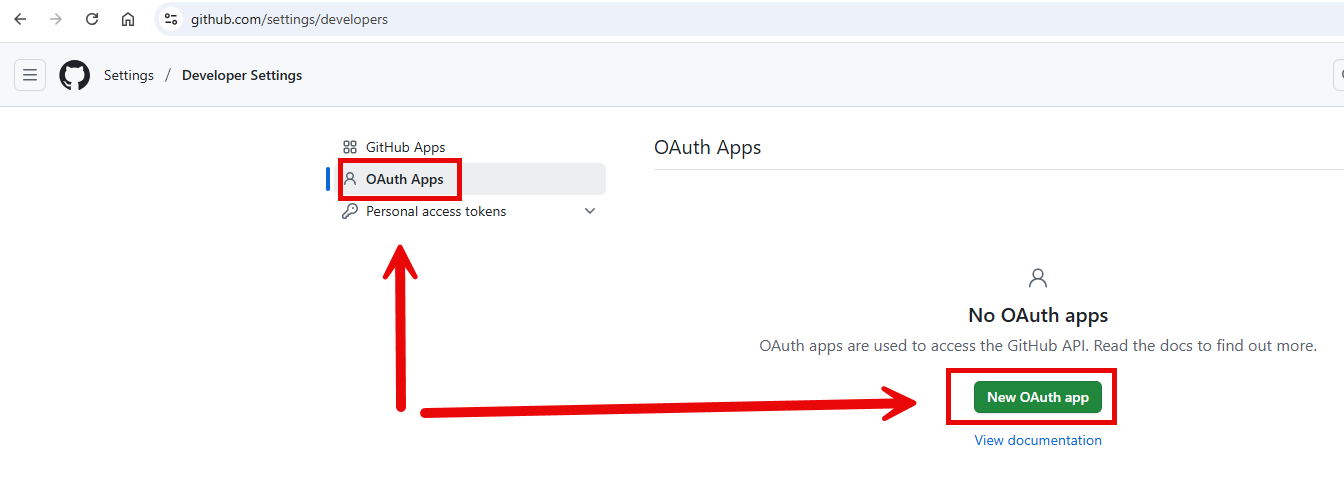 github.com/settings/developers
Settings / Developer Settings
GitHub Apps
OAuth Apps
Personal access tokens
OAuth Apps
No OAuth apps
OAuth apps are used to access the GitHub API. Read the docs to find out more.
New OAuth app
View documentation